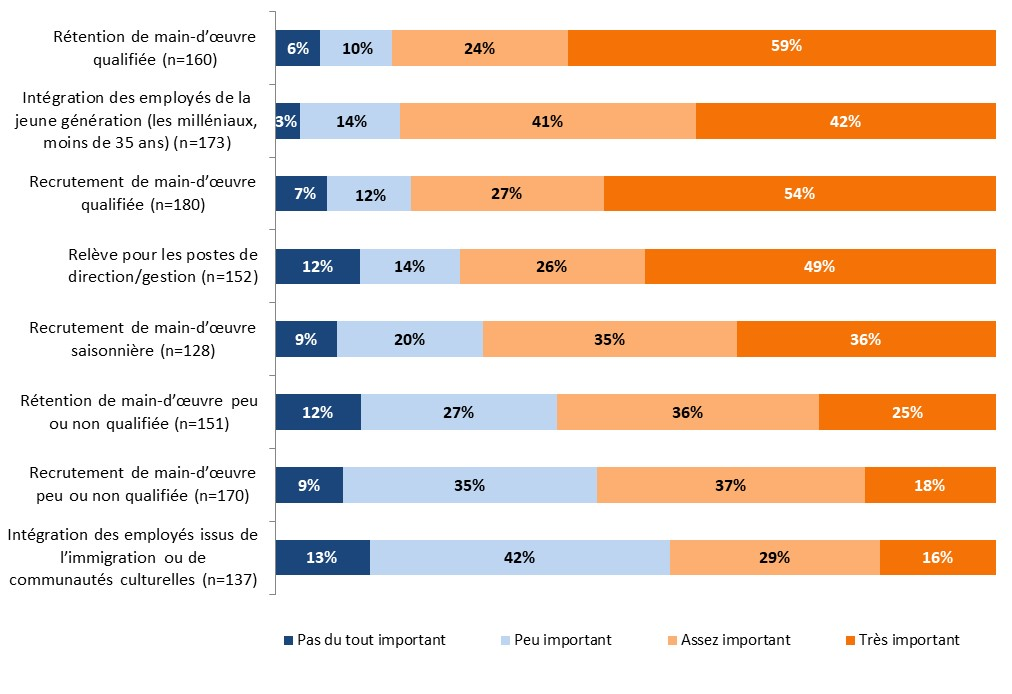 Rétention de main-d’œuvre
qualifiée (n=160)
6% 10% 24% 59%
Intégration des employés de la
jeune génération (les milléniaux,
moins de 35 ans) (n=173)
3% 14% 41% 42%
Recrutement de main-d’œuvre
qualifiée (n=180)
7% 12% 27% 54%
Relève pour les postes de
direction/gestion (n=152)
12% 14% 26% 49%
Recrutement de main-d’œuvre
saisonnière (n=128)
9% 20% 35% 36%
Rétention de main-d’œuvre peu
ou non qualifiée (n=151)
12% 27% 36% 25%
Recrutement de main-d’œuvre
peu ou non qualifiée (n=170)
9% 35% 37% 18%
Intégration des employés issus de
l’immigration ou de
communautés culturelles (n=137)
13% 42% 29% 16%
Pas du tout important Peu important Assez important Très important